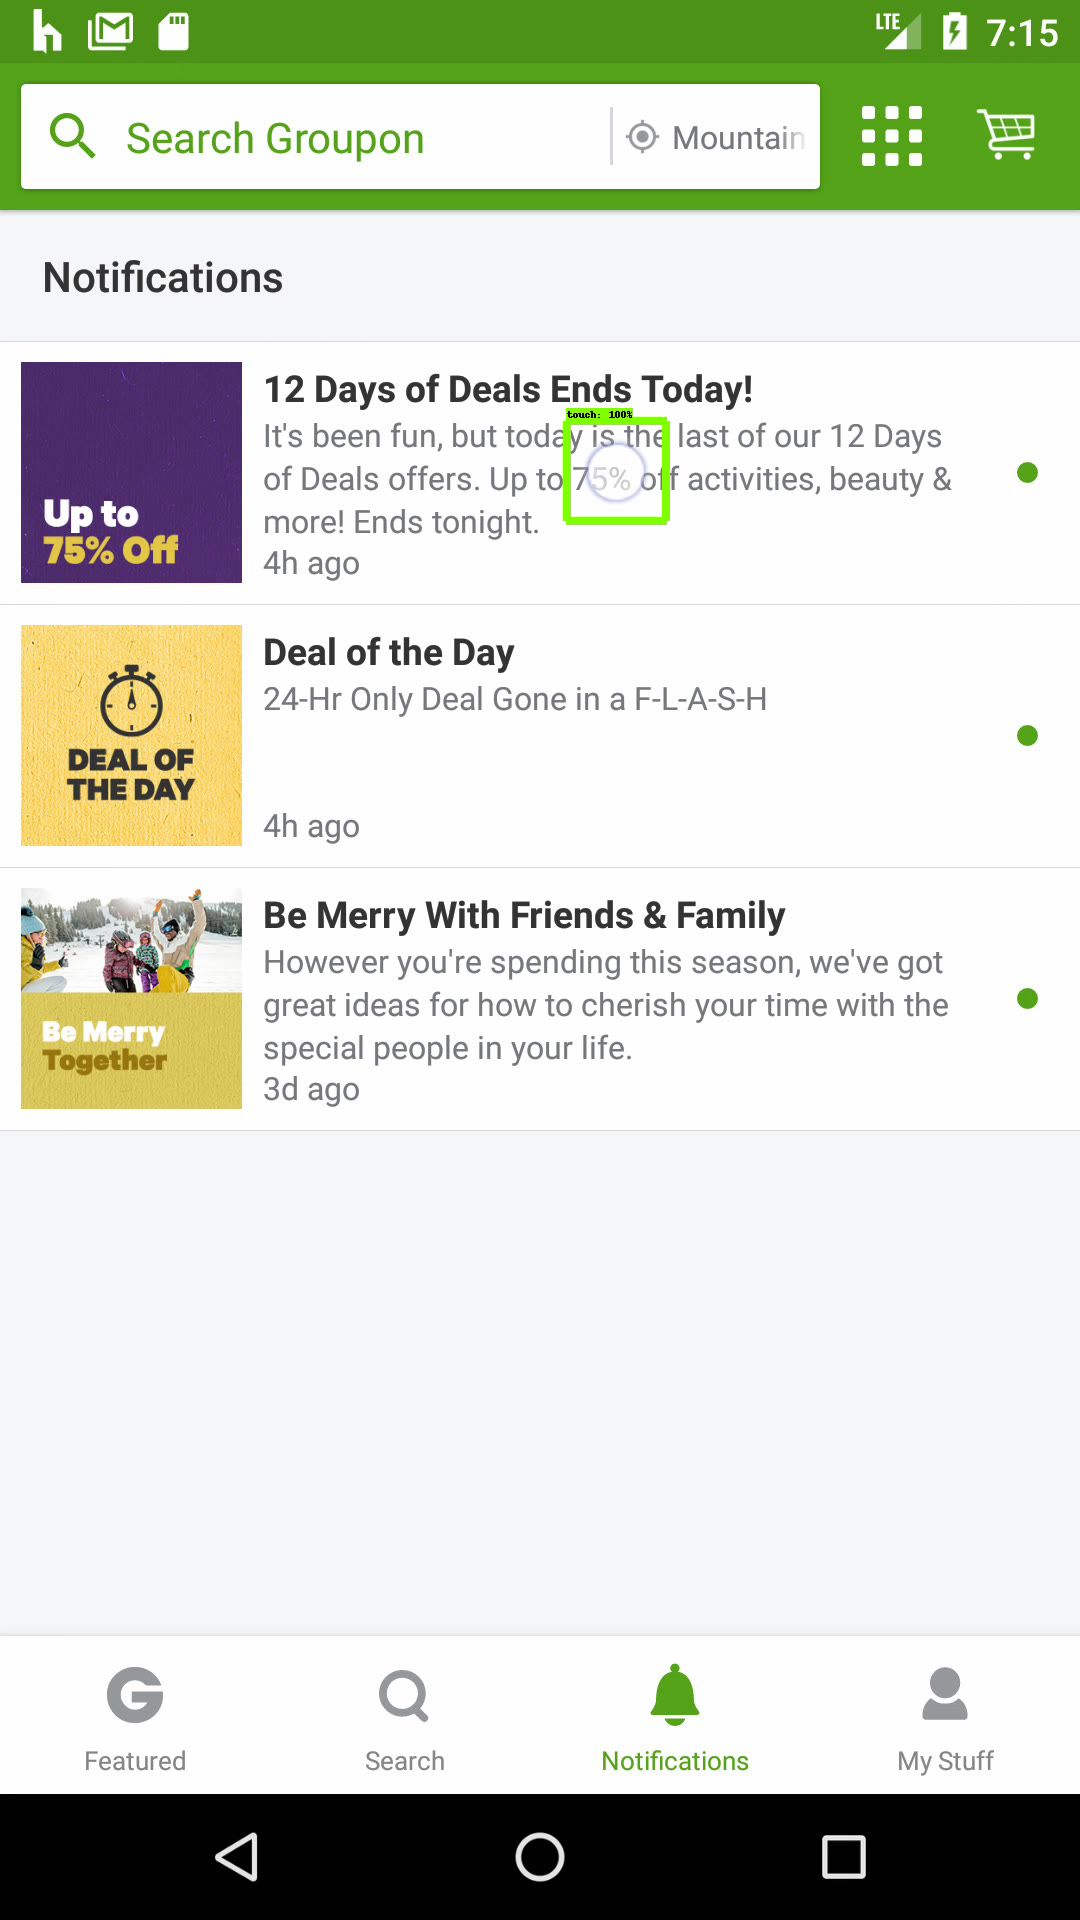 LTE 7:15
Search Groupon Mountain
Notifications
12 Days of Deals Ends Today!
touch: 100%
It's been fun, but today is the last of our 12 Days
of Deals offers. Up to 75% off activities, beauty &
more! Ends tonight.
4h ago
Up to
75% Off
Deal of the Day
24-Hr Only Deal Gone in a F-L-A-S-H
4h ago
DEAL OF
THE DAY
Be Merry With Friends & Family
However you're spending this season, we've got
great ideas for how to cherish your time with the
special people in your life.
3d ago
Be Merry
Together
Featured Search Notifications My Stuff